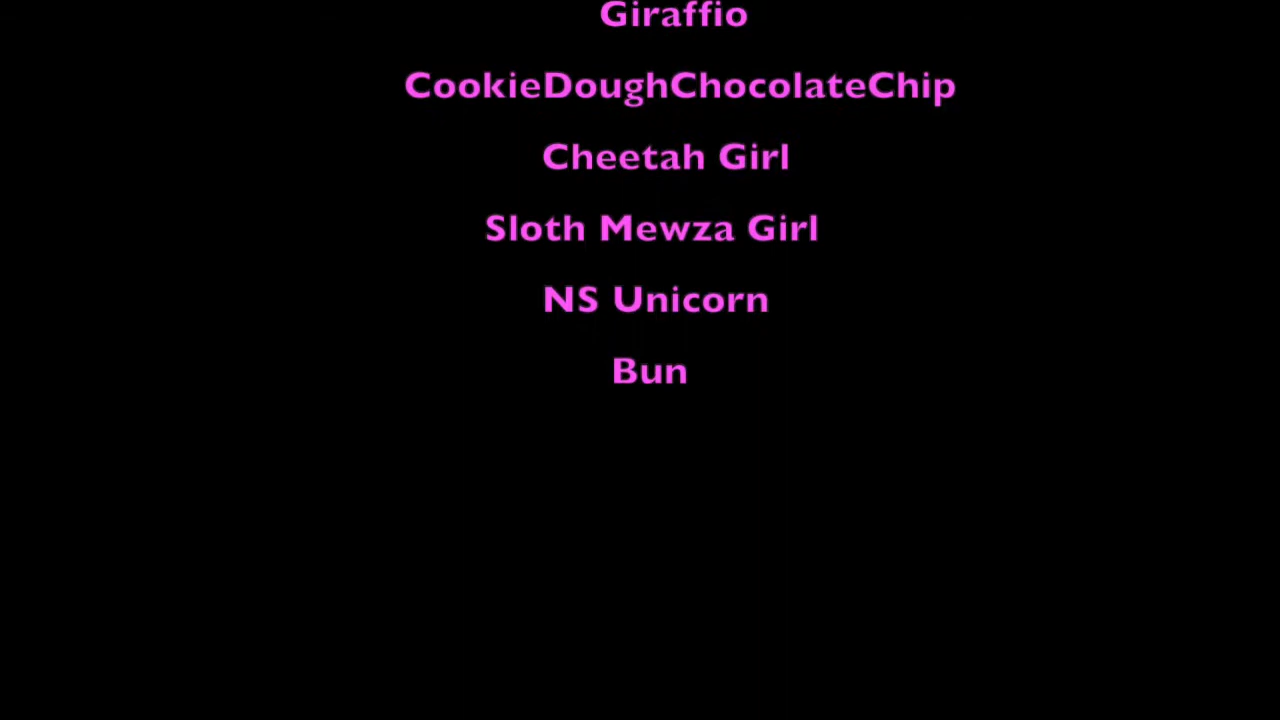 Giraffio
CookieDoughChocolateChip
Cheetah Girl
Sloth Mewza Girl
NS Unicorn
Bun